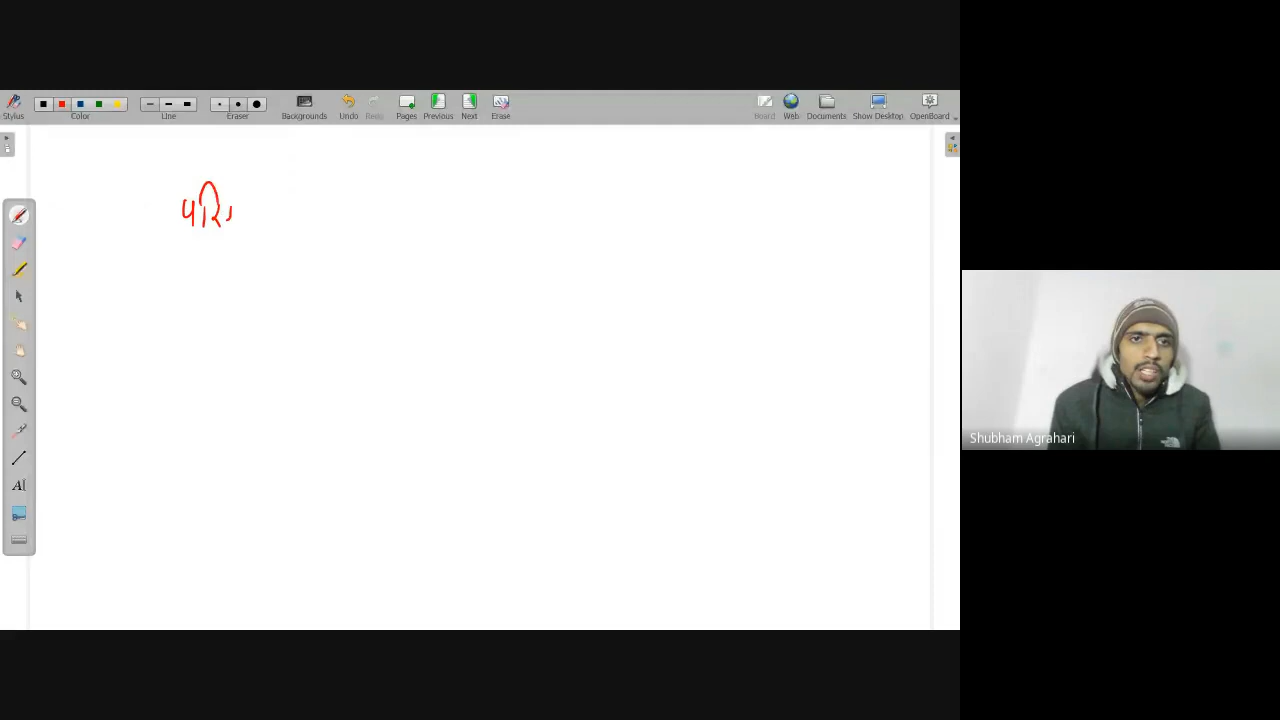 Stylus
Color
Line
Eraser
Backgrounds
Undo
Redo
Pages
Previous
Next
Erase
Board
Web
Documents
Show Desktop
OpenBoard
A
Shubham Agrahari